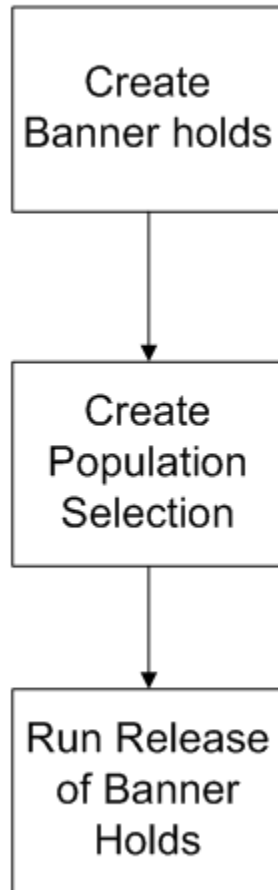 Create
Banner holds
Create
Population
Selection
Run Release
of Banner
Holds